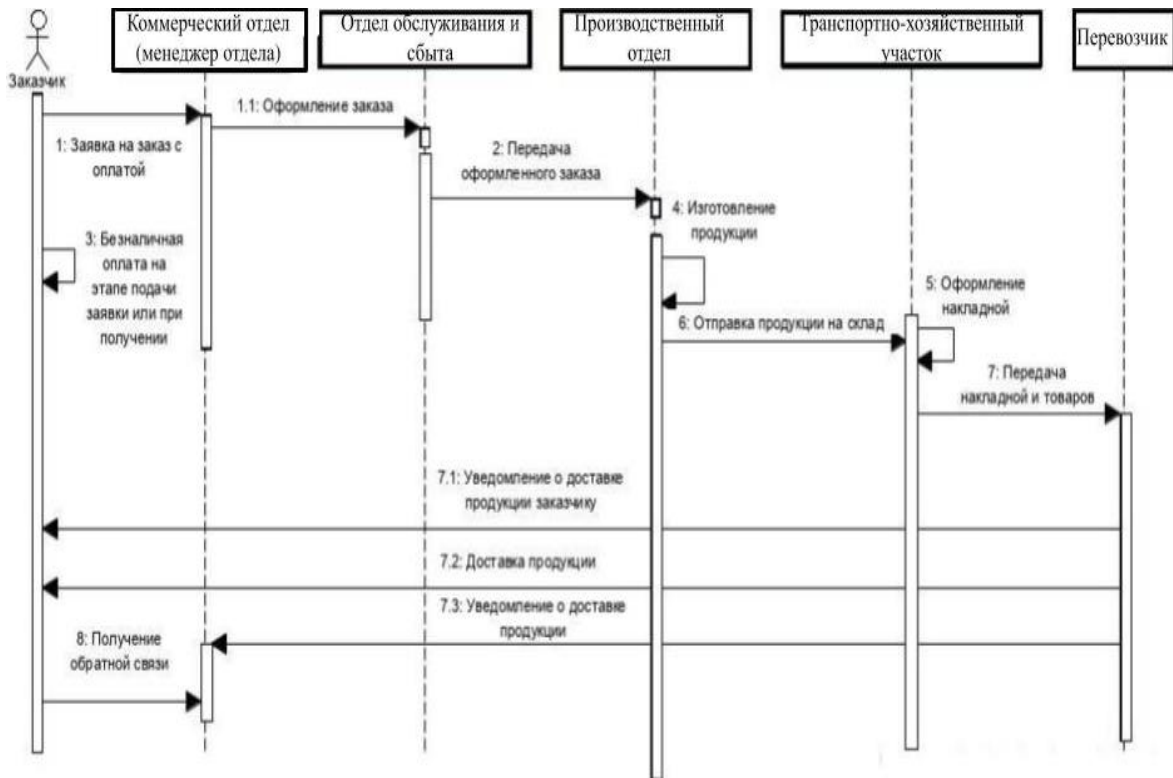 Коммерческий отдел
(менеджер отдела)
Отдел обслуживания и
сбыта
Производственный
отдел
Транспортно-хозяйственный
участок
Перевозчик
Заказчик
1.1: Оформление заказа
1: Заявка на заказ с
оплатой
2: Передача
оформленного заказа
4: Изготовление
продукции
3: Безналичная
оплата на
этапе подачи
заявки или при
получении
5: Оформление
накладной
6: Отправка продукции на склад
7: Передача
накладной и товаров
7.1: Уведомление о доставке
продукции заказчику
7.2: Доставка продукции
7.3: Уведомление о доставке
продукции
8: Получение
обратной связи